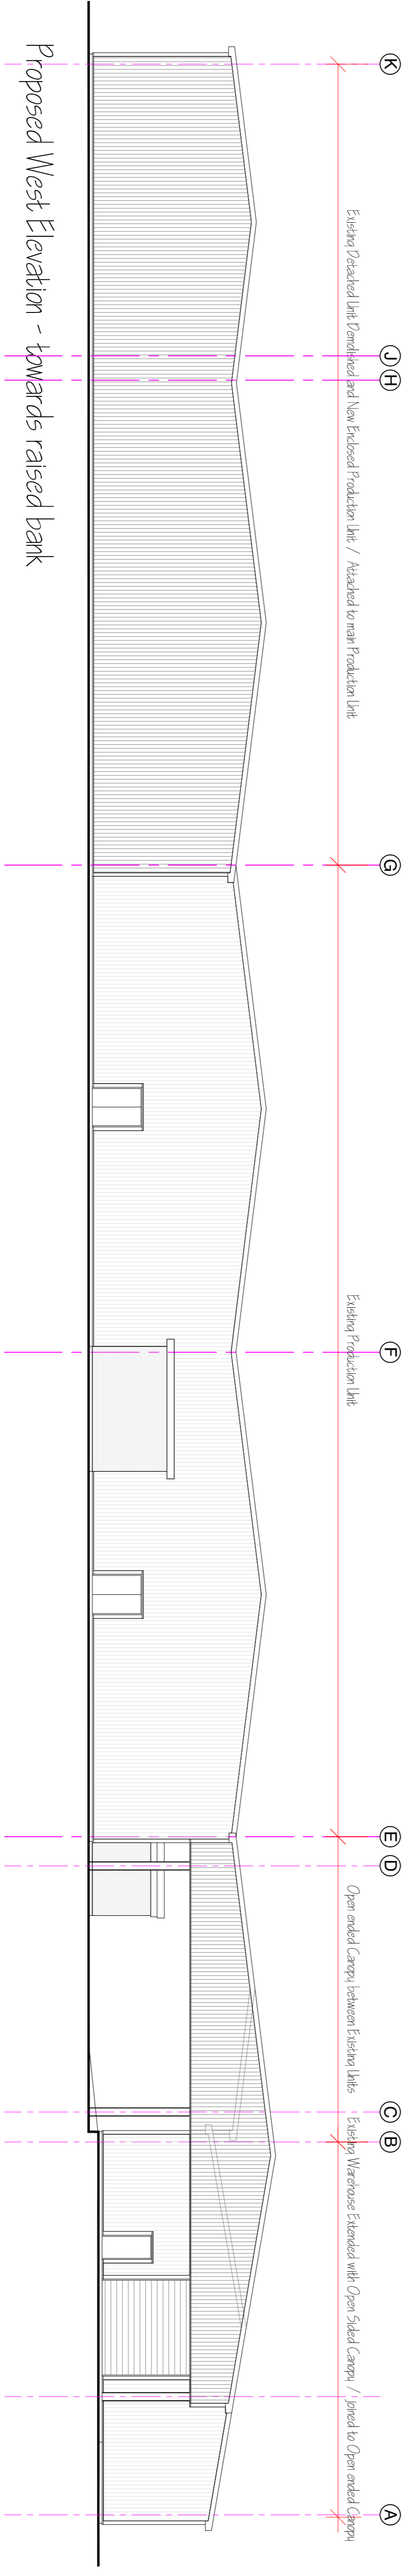 K
J
H
G
F
E
D
C
B
A
Existing Detached Unit Demolished and New Enclosed Production Unit / Attached to main Production Unit
Existing Production Unit
Open ended Canopy between Existing Units
Existing Warehouse Extended with Open Sided Canopy / Joined to Open ended Canopy
Proposed West Elevation - towards raised bank